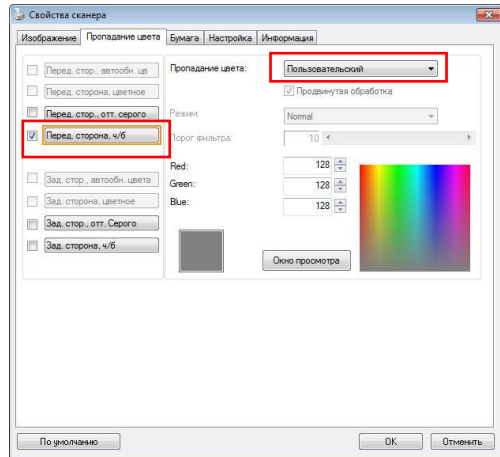 Свойства сканера
Изображение Пропадание цвета Бумага Настройка Информация
Перед. стор., автообн. цв
Перед. сторона, цветное
Перед. стор., отт. серого
Перед. сторона, ч/б
Зад. стор., автообн. цвета
Зад. сторона, цветное
Зад. стор., отт. Серого
Зад. сторона, ч/б
Пропадание цвета: Пользовательский
Продвинутая обработка
Режим: Normal
Порог фильтра: 10
Red: 128
Green: 128
Blue: 128
Окно просмотра
По умолчанию OK Отменить